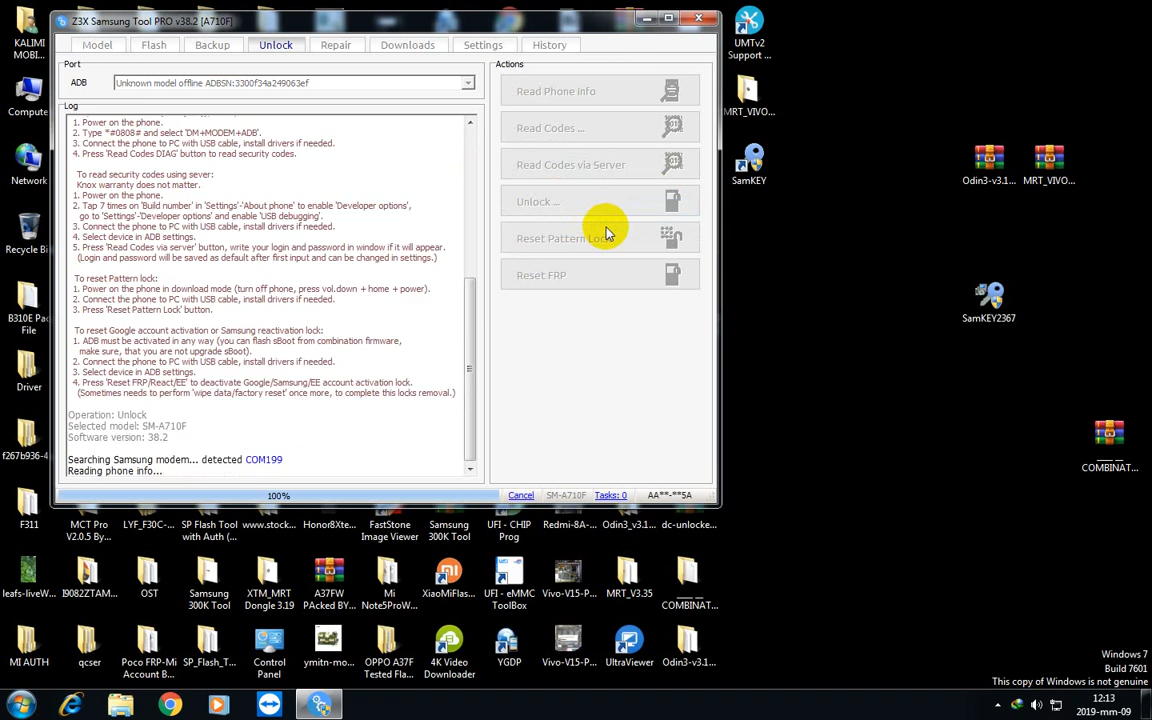 Z3X Samsung Tool PRO v38.2 [A710F]
Model
Flash
Backup
Unlock
Repair
Downloads
Settings
History
Port
ADB
Unknown model offline ADBSN:3300f34a249063ef
Log
1. Power on the phone.
2. Type *#0808# and select 'DM+MODEM+ADB'.
3. Connect the phone to PC with USB cable, install drivers if needed.
4. Press 'Read Codes DIAG' button to read security codes.
To read security codes using sever:
Knox warranty does not matter.
1. Power on the phone.
2. Tap 7 times on 'Build number' in 'Settings'-'About phone' to enable 'Developer options',
go to 'Settings'-'Developer options and enable 'USB debugging'.
3. Connect the phone to PC with USB cable, install drivers if needed.
4. Select device in ADB settings.
5. Press 'Read Codes via server' button, write your login and password in window if it will appear.
(Login and password will be saved as default after first input and can be changed in settings.)
To reset Pattern lock:
1. Power on the phone in download mode (turn off phone, press vol.down + home + power).
2. Connect the phone to PC with USB cable, install drivers if needed.
3. Press 'Reset Pattern Lock' button.
To reset Google account activation or Samsung reactivation lock:
1. ADB must be activated in any way (you can flash sBoot from combination firmware,
make sure, that you are not upgrade sBoot).
2. Connect the phone to PC with USB cable, install drivers if needed.
3. Select device in ADB settings.
4. Press 'Reset FRP/React/EE' to deactivate Google/Samsung/EE account activation lock.
(Sometimes needs to perform 'wipe data/factory reset' once more, to complete this locks removal.)
Operation: Unlock
Selected model: SM-A710F
Software version: 38.2
Searching Samsung modem... detected COM199
Reading phone info...
Actions
Read Phone Info
Read Codes ...
Read Codes via Server
Unlock ...
Reset Pattern Lock
Reset FRP
100%
Cancel
SM-A710F
Tasks: 0
AA**-**5A
KALIMI
MOBI...
Compute
Network
Recycle Bi
B310E Pac
File
Driver
f267b936-4
UMTv2
Support ...
MRT_VIVO...
SamKEY
Odin3-v3.1...
MRT_VIVO...
SamKEY2367
___ _
COMBINAT...
F311
MCT Pro
V2.0.5 By...
LYF_F30C-...
SP Flash Tool
with Auth (...
www.stock...
Honor8Xte...
FastStone
Image Viewer
Samsung
300K Tool
UFI - CHIP
Prog
Redmi-8A-...
Odin3_v3.1...
dc-unlocke...
leafs-liveW...
I9082ZTAM...
OST
Samsung
300K Tool
XTM_MRT
Dongle 3.19
A37FW
PAcked BY...
Mi
Note5ProW...
XiaoMiFlas...
UFI - eMMC
ToolBox
Vivo-V15-P...
MRT_V3.35
___ _
COMBINAT...
MI AUTH
qcser
Poco FRP-Mi
Account B...
SP_Flash_T...
Control
Panel
ymitn-mo...
OPPO A37F
Tested Fla...
4K Video
Downloader
YGDP
Vivo-V15-P...
UltraViewer
Odin3-v3.1...
Windows 7
Build 7601
This copy of Windows is not genuine
12:13
2019-mm-09